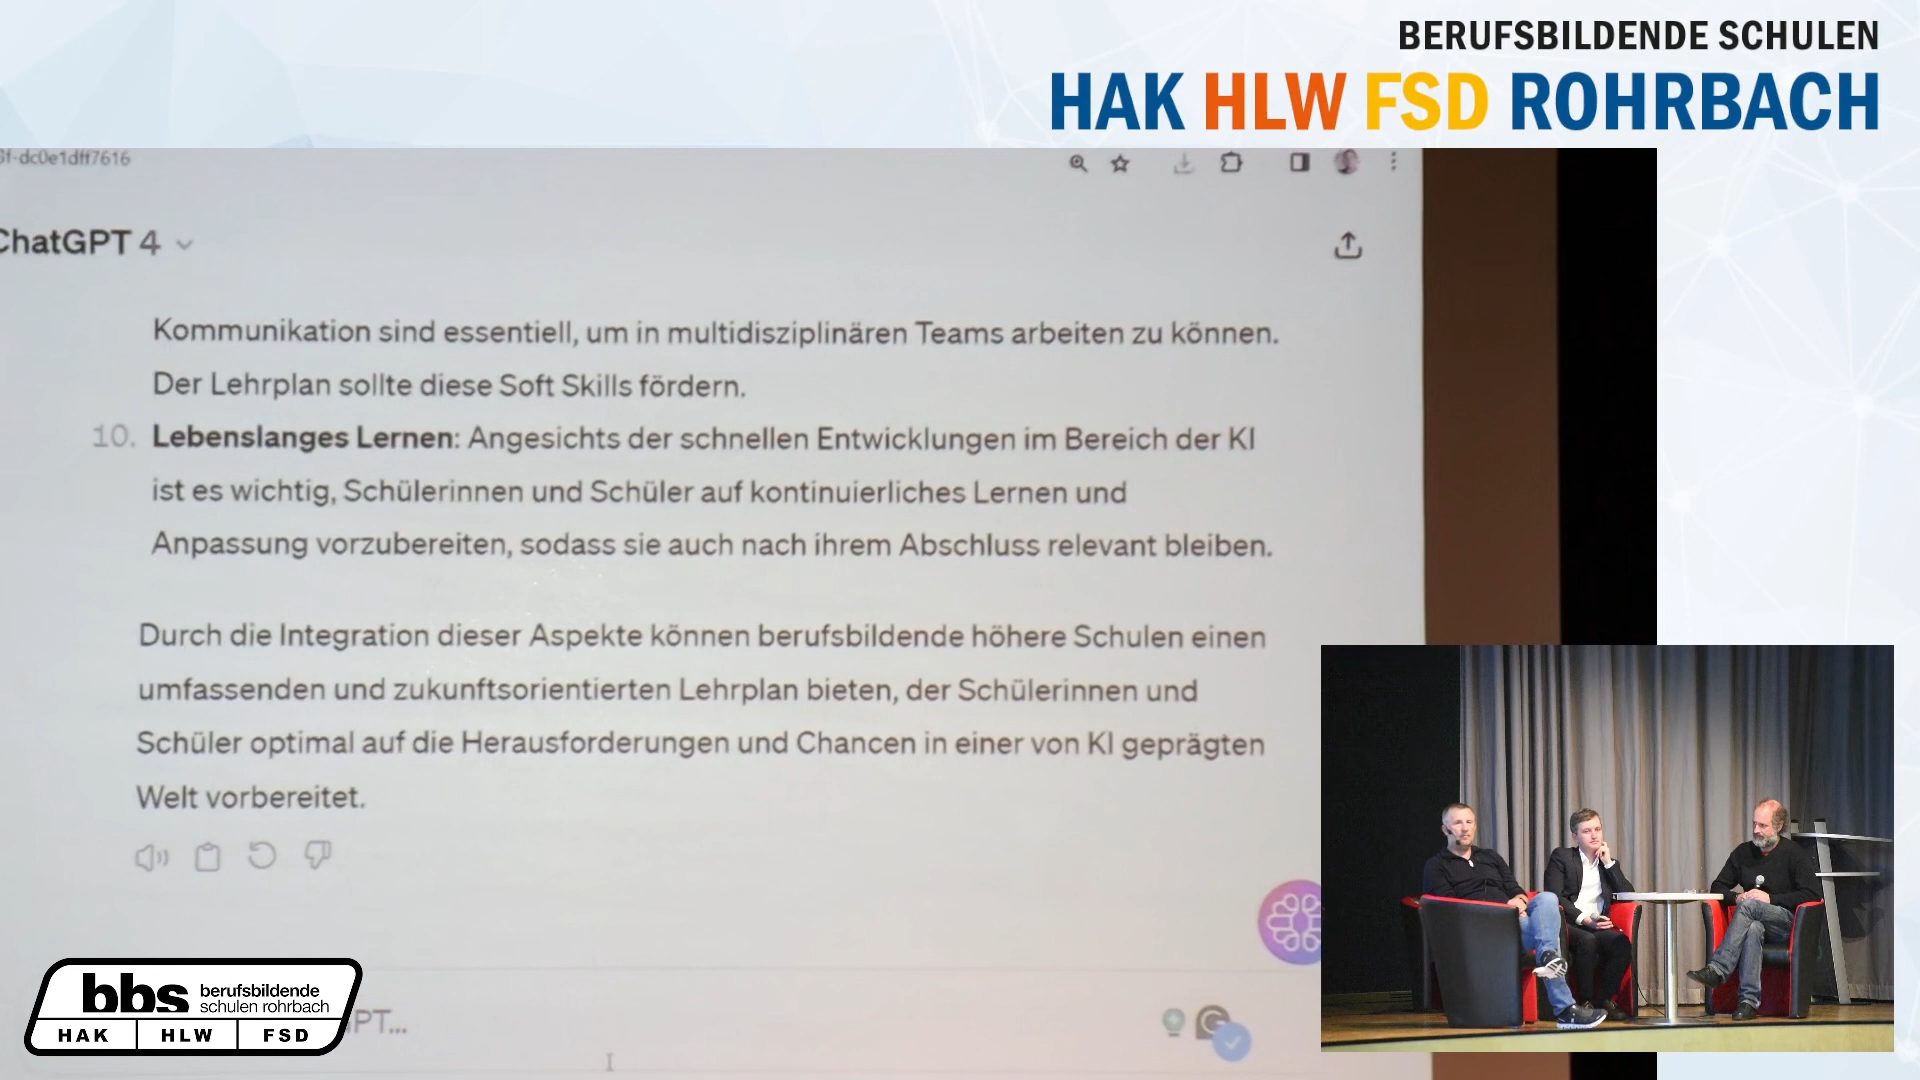 BERUFSBILDENDE SCHULEN
HAK HLW FSD ROHRBACH
3f-dc0e1dff7616
ChatGPT 4
Kommunikation sind essentiell, um in multidisziplinären Teams arbeiten zu können.
Der Lehrplan sollte diese Soft Skills fördern.
10. Lebenslanges Lernen: Angesichts der schnellen Entwicklungen im Bereich der KI
ist es wichtig, Schülerinnen und Schüler auf kontinuierliches Lernen und
Anpassung vorzubereiten, sodass sie auch nach ihrem Abschluss relevant bleiben.
Durch die Integration dieser Aspekte können berufsbildende höhere Schulen einen
umfassenden und zukunftsorientierten Lehrplan bieten, der Schülerinnen und
Schüler optimal auf die Herausforderungen und Chancen in einer von KI geprägten
Welt vorbereitet.
PT...
bbs berufsbildende
schulen rohrbach
HAK HLW FSD